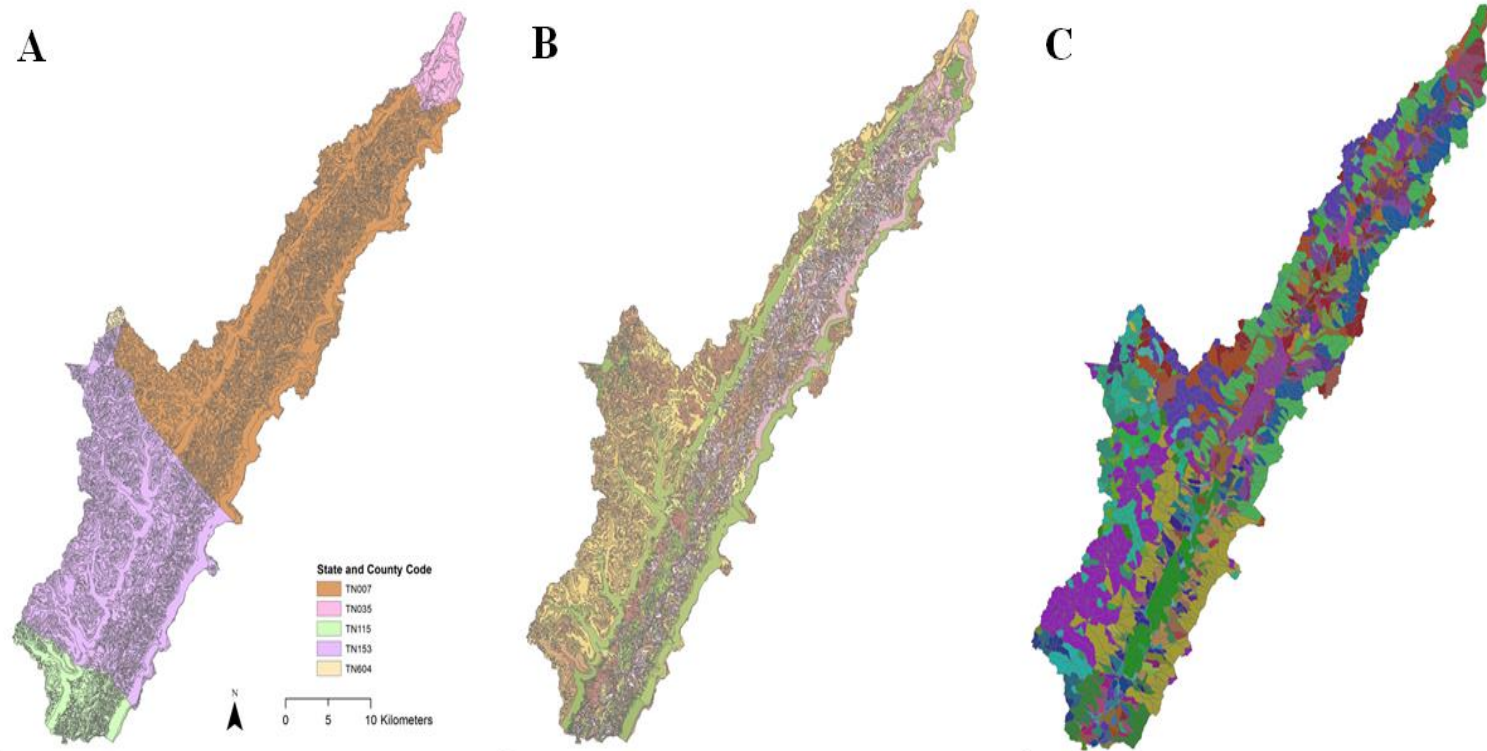 A
B
C
State and County Code
TN007
TN035
TN115
TN153
TN604
N
0 5 10 Kilometers